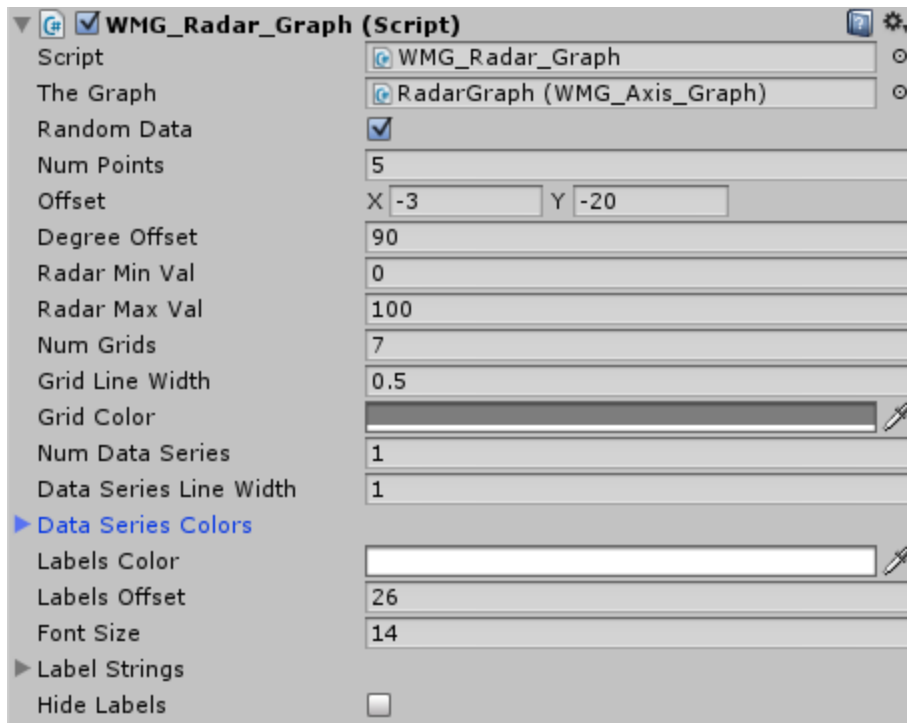 WMG_Radar_Graph (Script)
Script WMG_Radar_Graph
The Graph RadarGraph (WMG_Axis_Graph)
Random Data
Num Points 5
Offset X -3 Y -20
Degree Offset 90
Radar Min Val 0
Radar Max Val 100
Num Grids 7
Grid Line Width 0.5
Grid Color
Num Data Series 1
Data Series Line Width 1
Data Series Colors
Labels Color
Labels Offset 26
Font Size 14
Label Strings
Hide Labels